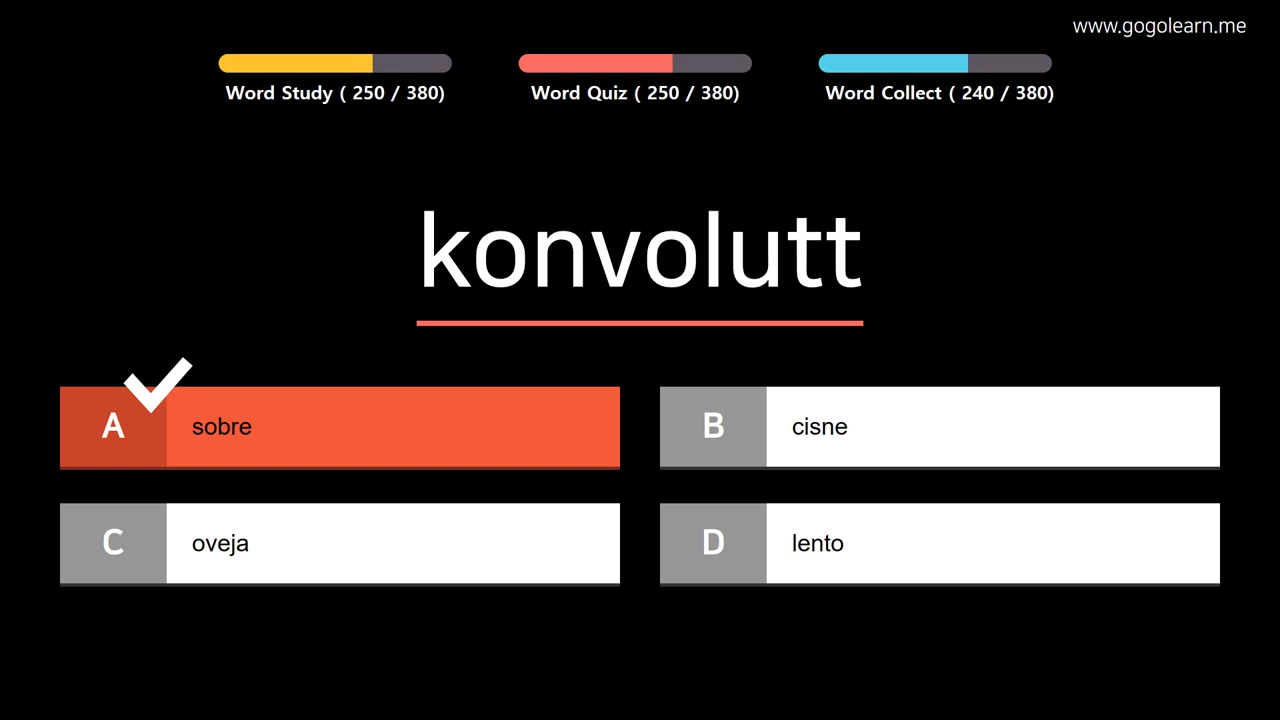 www.gogolearn.me
Word Study ( 250 / 380)
Word Quiz ( 250 / 380)
Word Collect ( 240 / 380)
konvolutt
A sobre
B cisne
C oveja
D lento